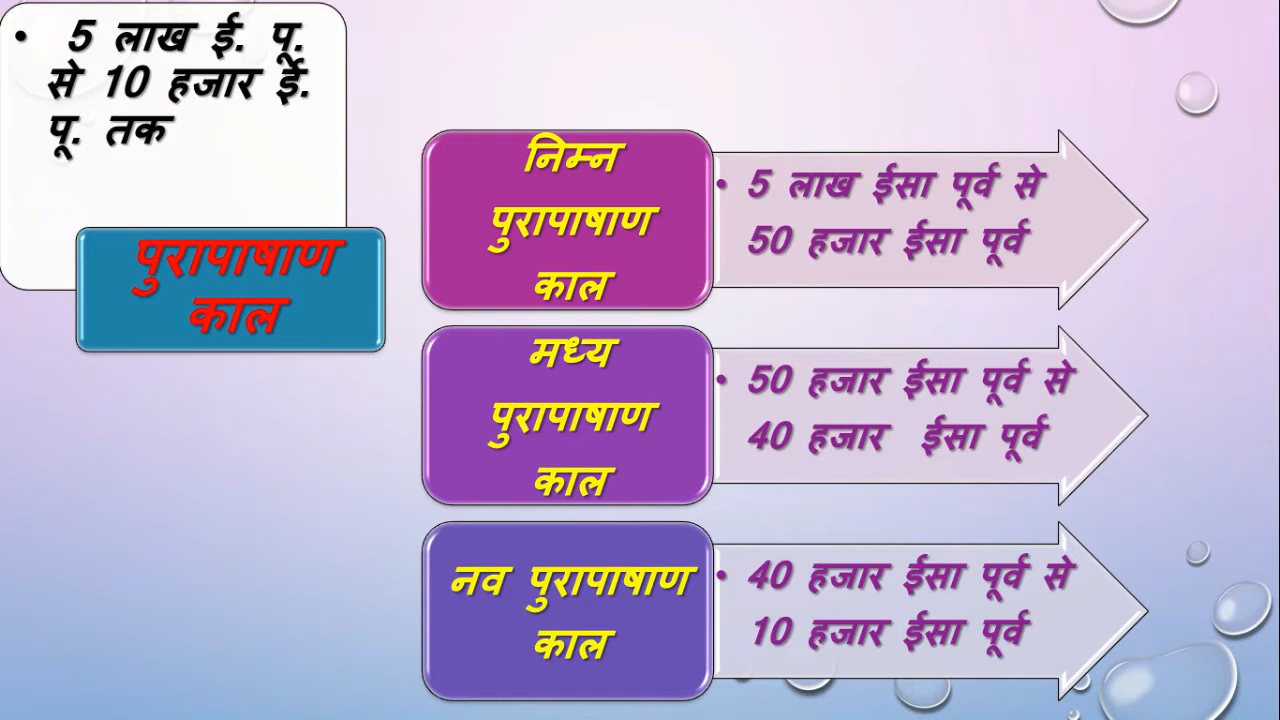 • 5 लाख ई. पू.
से 10 हजार ई.
पू. तक
पुरापाषाण
काल
निम्न
पुरापाषाण
काल
• 5 लाख ईसा पूर्व से
50 हजार ईसा पूर्व
मध्य
पुरापाषाण
काल
• 50 हजार ईसा पूर्व से
40 हजार ईसा पूर्व
नव पुरापाषाण
काल
• 40 हजार ईसा पूर्व से
10 हजार ईसा पूर्व